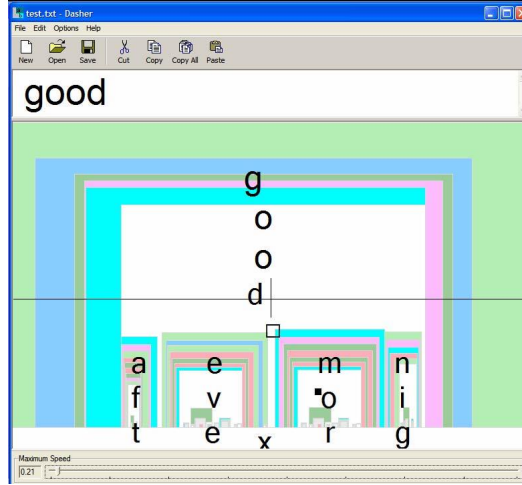 test.txt - Dasher
File Edit Options Help
New Open Save Cut Copy Copy All Paste
good
g
o
o
d
a e m n
f v o i
t e x r g
Maximum Speed
0.21